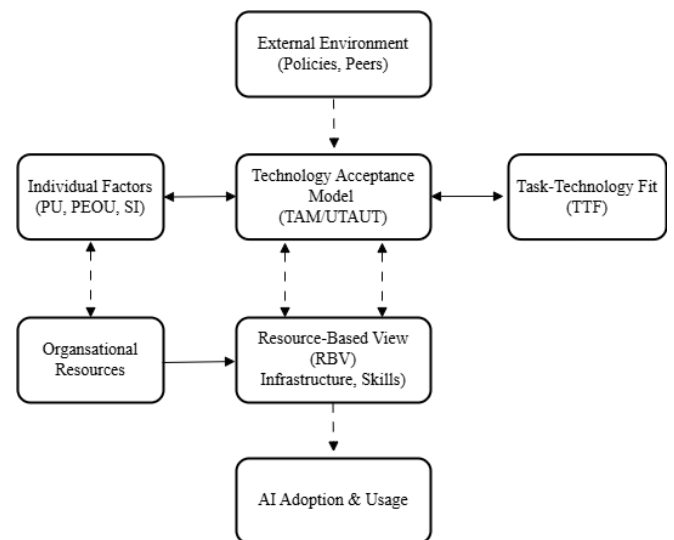 External Environment
(Policies, Peers)
Individual Factors
(PU, PEOU, SI)
Technology Acceptance
Model
(TAM/UTAUT)
Task-Technology Fit
(TTF)
Organsational
Resources
Resource-Based View
(RBV)
Infrastructure, Skills)
AI Adoption & Usage